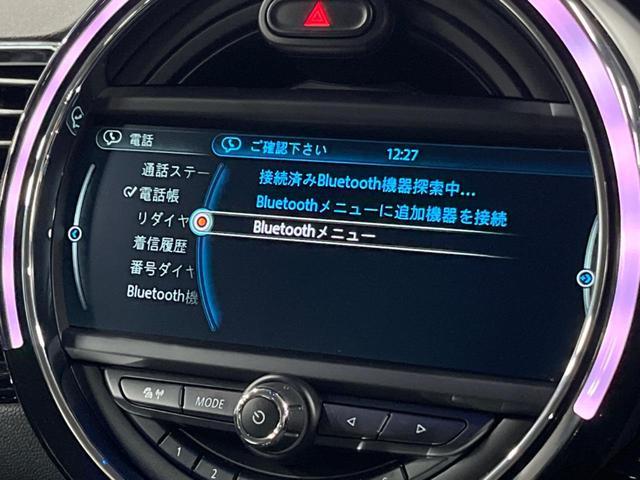 電話
ご確認下さい
12:27
通話ステー
電話帳
リダイヤ
着信履歴
番号ダイヤ
Bluetooth機
接続済みBluetooth機器探索中...
Bluetoothメニューに追加機器を接続
Bluetoothメニュー
MODE
1
2